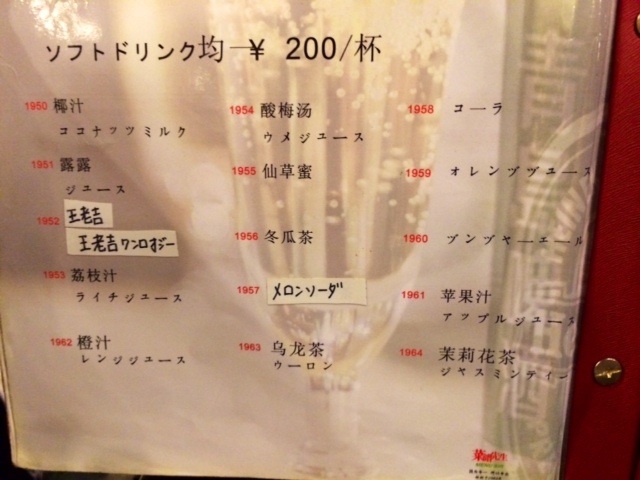 ソフトドリンク均一￥ 200/杯
1950 椰汁
ココナッツミルク
1951 露露
ジュース
1952 王老吉
王老吉ワンロオジー
1953 荔枝汁
ライチジュース
1962 橙汁
レンジジュース
1954 酸梅汤
ウメジュース
1955 仙草蜜
1956 冬瓜茶
1957 メロンソーダ
1963 乌龙茶
ウーロン
1958 コーラ
1959 オレンヅヅュース
1960 ヅンヅャーエール
1961 苹果汁
アップルジュース
1964 茉莉花茶
ジャスミンティー